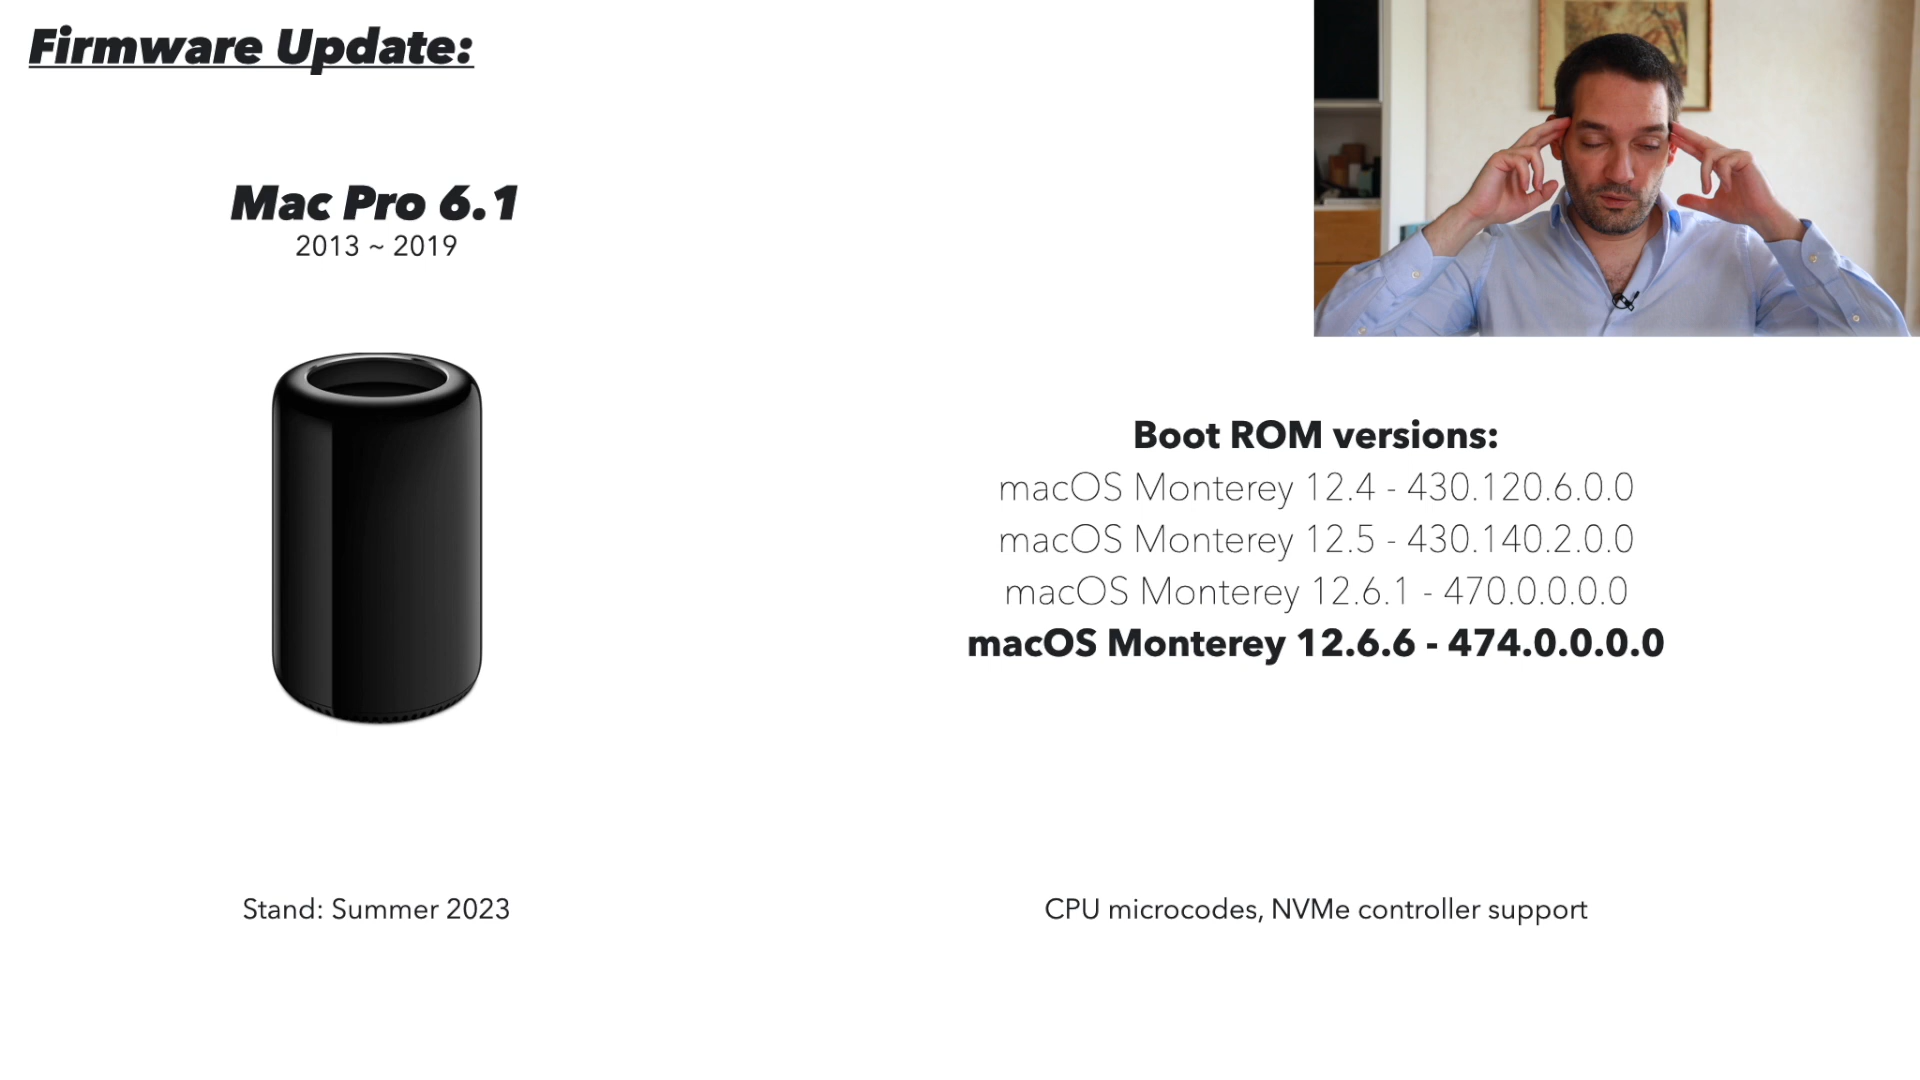 Firmware Update:
Mac Pro 6.1
2013 ~ 2019
Boot ROM versions:
macOS Monterey 12.4 - 430.120.6.0.0
macOS Monterey 12.5 - 430.140.2.0.0
macOS Monterey 12.6.1 - 470.0.0.0.0
macOS Monterey 12.6.6 - 474.0.0.0.0
Stand: Summer 2023
CPU microcodes, NVMe controller support